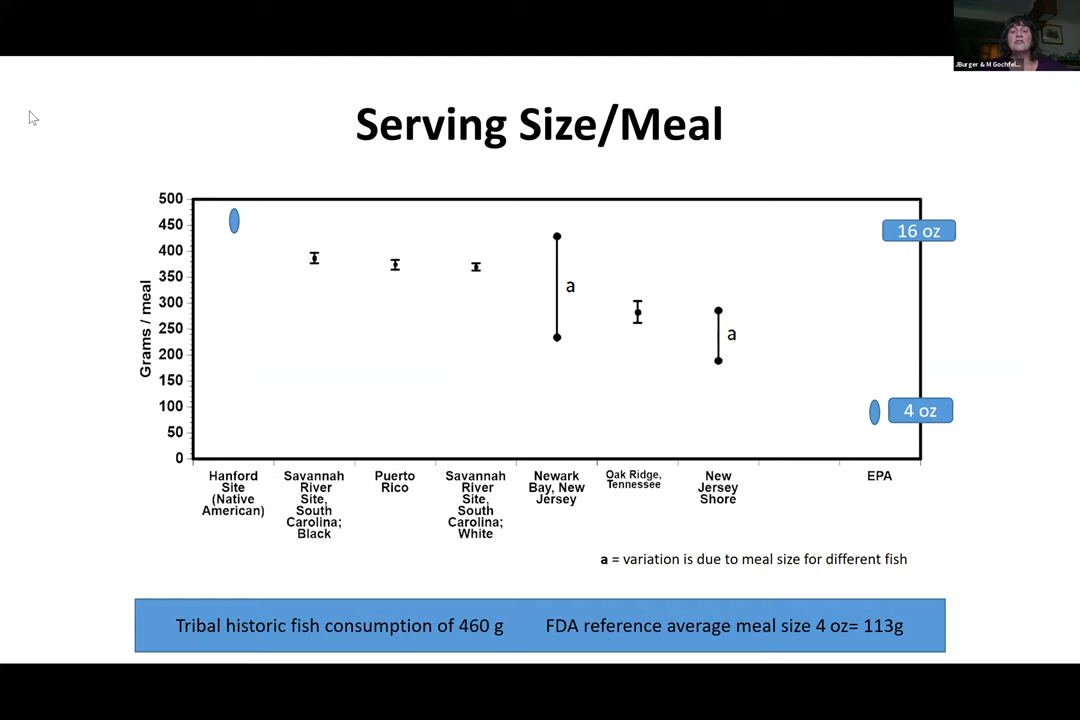 JBurger & M Gochfel...
Serving Size/Meal
500
450
400
350
300
250
200
150
100
50
0
Grams / meal
16 oz
a
a
4 oz
Hanford
Site
(Native
American)
Savannah
River
Site,
South
Carolina;
Black
Puerto
Rico
Savannah
River
Site,
South
Carolina;
White
Newark
Bay, New
Jersey
Oak Ridge,
Tennessee
New
Jersey
Shore
EPA
a = variation is due to meal size for different fish
Tribal historic fish consumption of 460 g FDA reference average meal size 4 oz= 113g